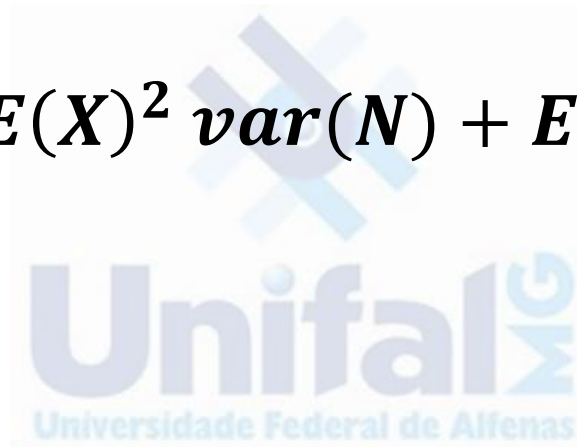 E(X)² var(N) + E
Unifal MG
Universidade Federal de Alfenas